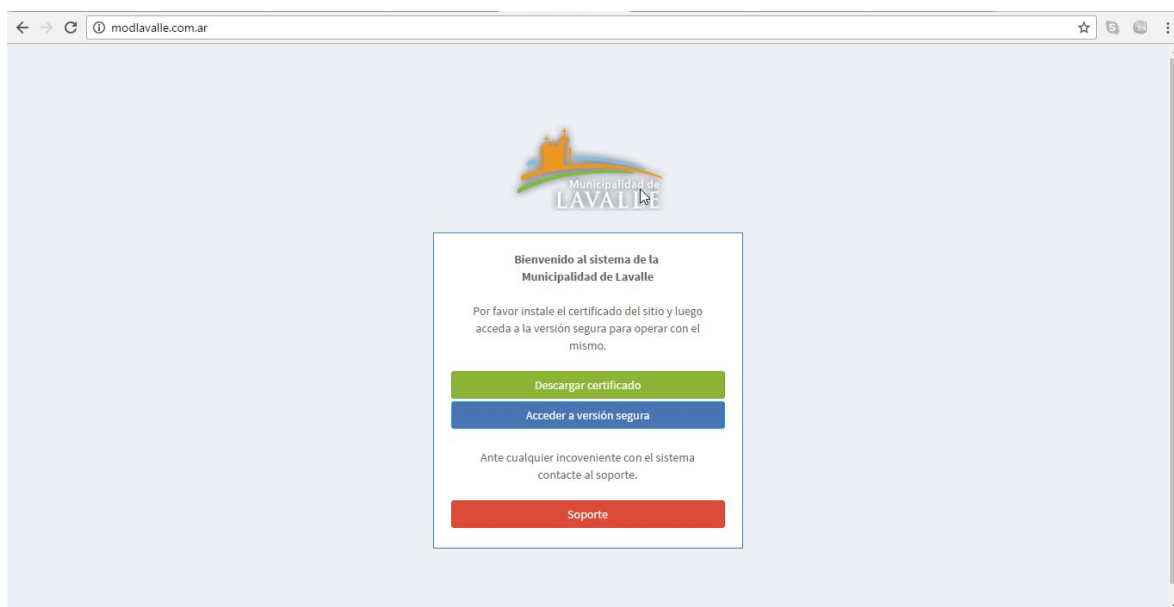 modlavalle.com.ar
Municipalidad de
LAVALLE
Bienvenido al sistema de la
Municipalidad de Lavalle
Por favor instale el certificado del sitio y luego
acceda a la versión segura para operar con el
mismo.
Descargar certificado
Acceder a versión segura
Ante cualquier incoveniente con el sistema
contacte al soporte.
Soporte